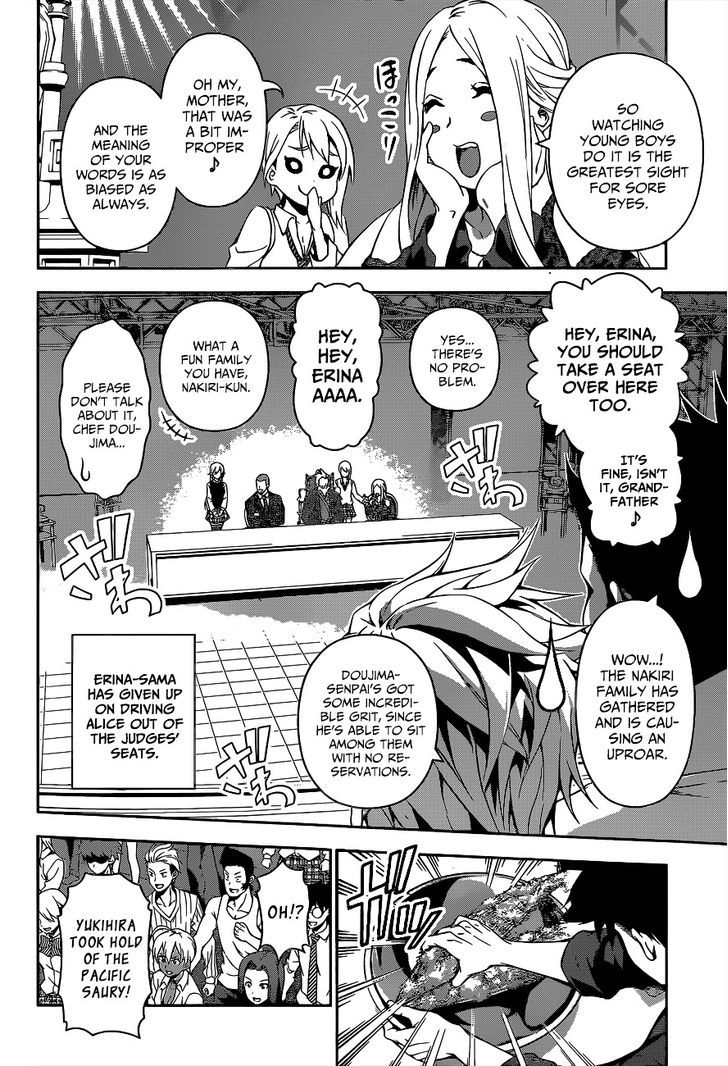 SO
WATCHING
YOUNG BOYS
DO IT IS THE
GREATEST SIGHT
FOR SORE
EYES.
ほっこり
OH MY,
MOTHER,
THAT WAS
A BIT IM-
PROPER
♪
AND THE
MEANING
OF YOUR
WORDS IS AS
BIASED AS
ALWAYS.
HEY, ERINA,
YOU SHOULD
TAKE A SEAT
OVER HERE
TOO.
IT'S
FINE, ISN'T
IT, GRAND-
FATHER
♪
YES...
THERE'S
NO PRO-
BLEM.
HEY,
HEY,
ERINA
AAAA.
WHAT A
FUN FAMILY
YOU HAVE,
NAKIRI-KUN.
PLEASE
DON'T TALK
ABOUT IT,
CHEF DOU-
JIMA...
ざわ
ざわ
WOW...!
THE NAKIRI
FAMILY HAS
GATHERED
AND IS CAU-
SING AN
UPROAR.
DOUJIMA-
SENPAI'S GOT
SOME INCRED-
IBLE GRIT, SINCE
HE'S ABLE TO SIT
AMONG THEM
WITH NO RE-
SERVATIONS.
ERINA-SAMA
HAS GIVEN UP
ON DRIVING
ALICE OUT OF
THE JUDGES'
SEATS.
ざわ
ガッ
OH!?
YUKIHIRA
TOOK HOLD
OF THE
PACIFIC
SAURY!